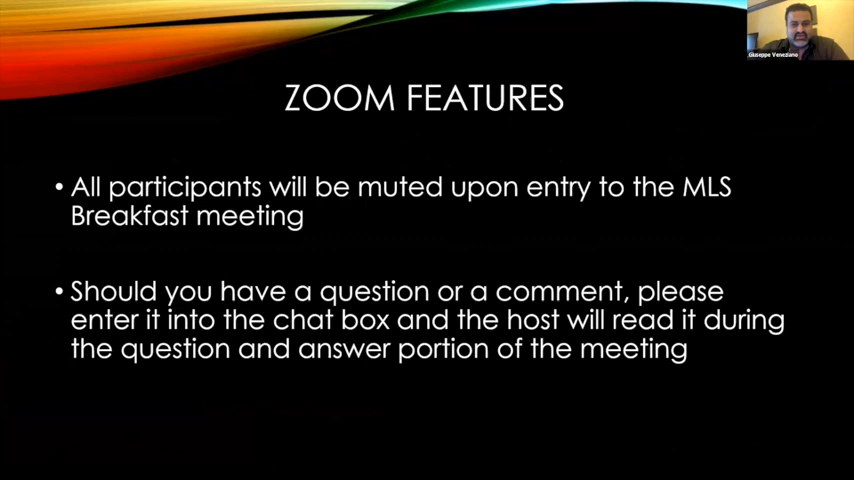 Giuseppe Veneziano
ZOOM FEATURES
• All participants will be muted upon entry to the MLS
Breakfast meeting
• Should you have a question or a comment, please
enter it into the chat box and the host will read it during
the question and answer portion of the meeting